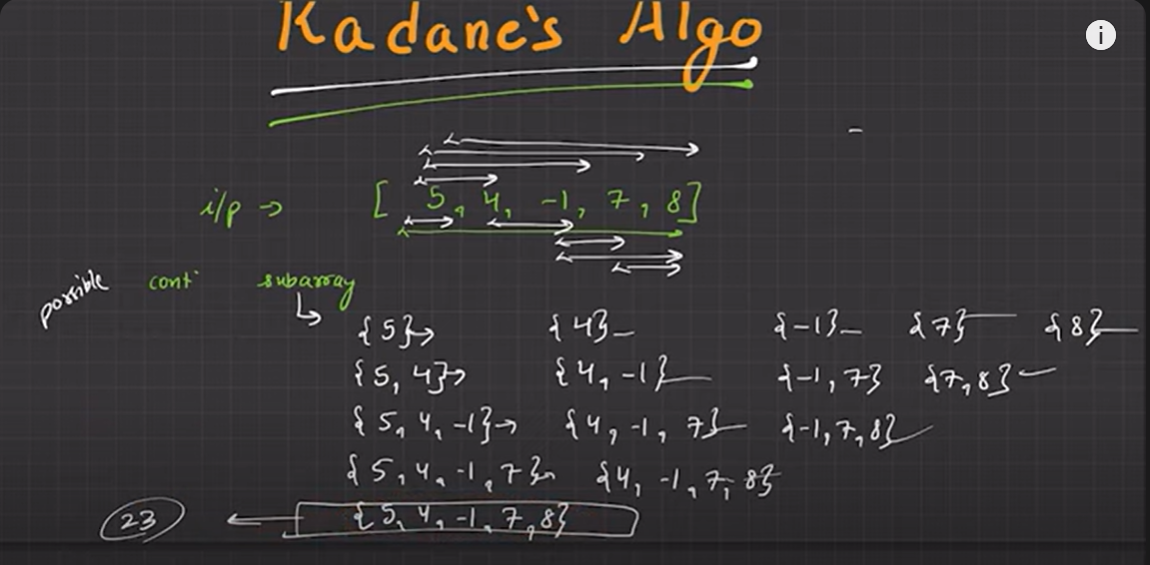 Kadane's Algo
i/p → [ 5, 4, -1, 7, 8]
possible cont subarray
{5} {4} {-1} {7} {8}
{5, 4} {4, -1} {-1, 7} {7, 8}
{5, 4, -1} {4, -1, 7} {-1, 7, 8}
{5, 4, -1, 7} {4, -1, 7, 8}
23 ← {5, 4, -1, 7, 8}